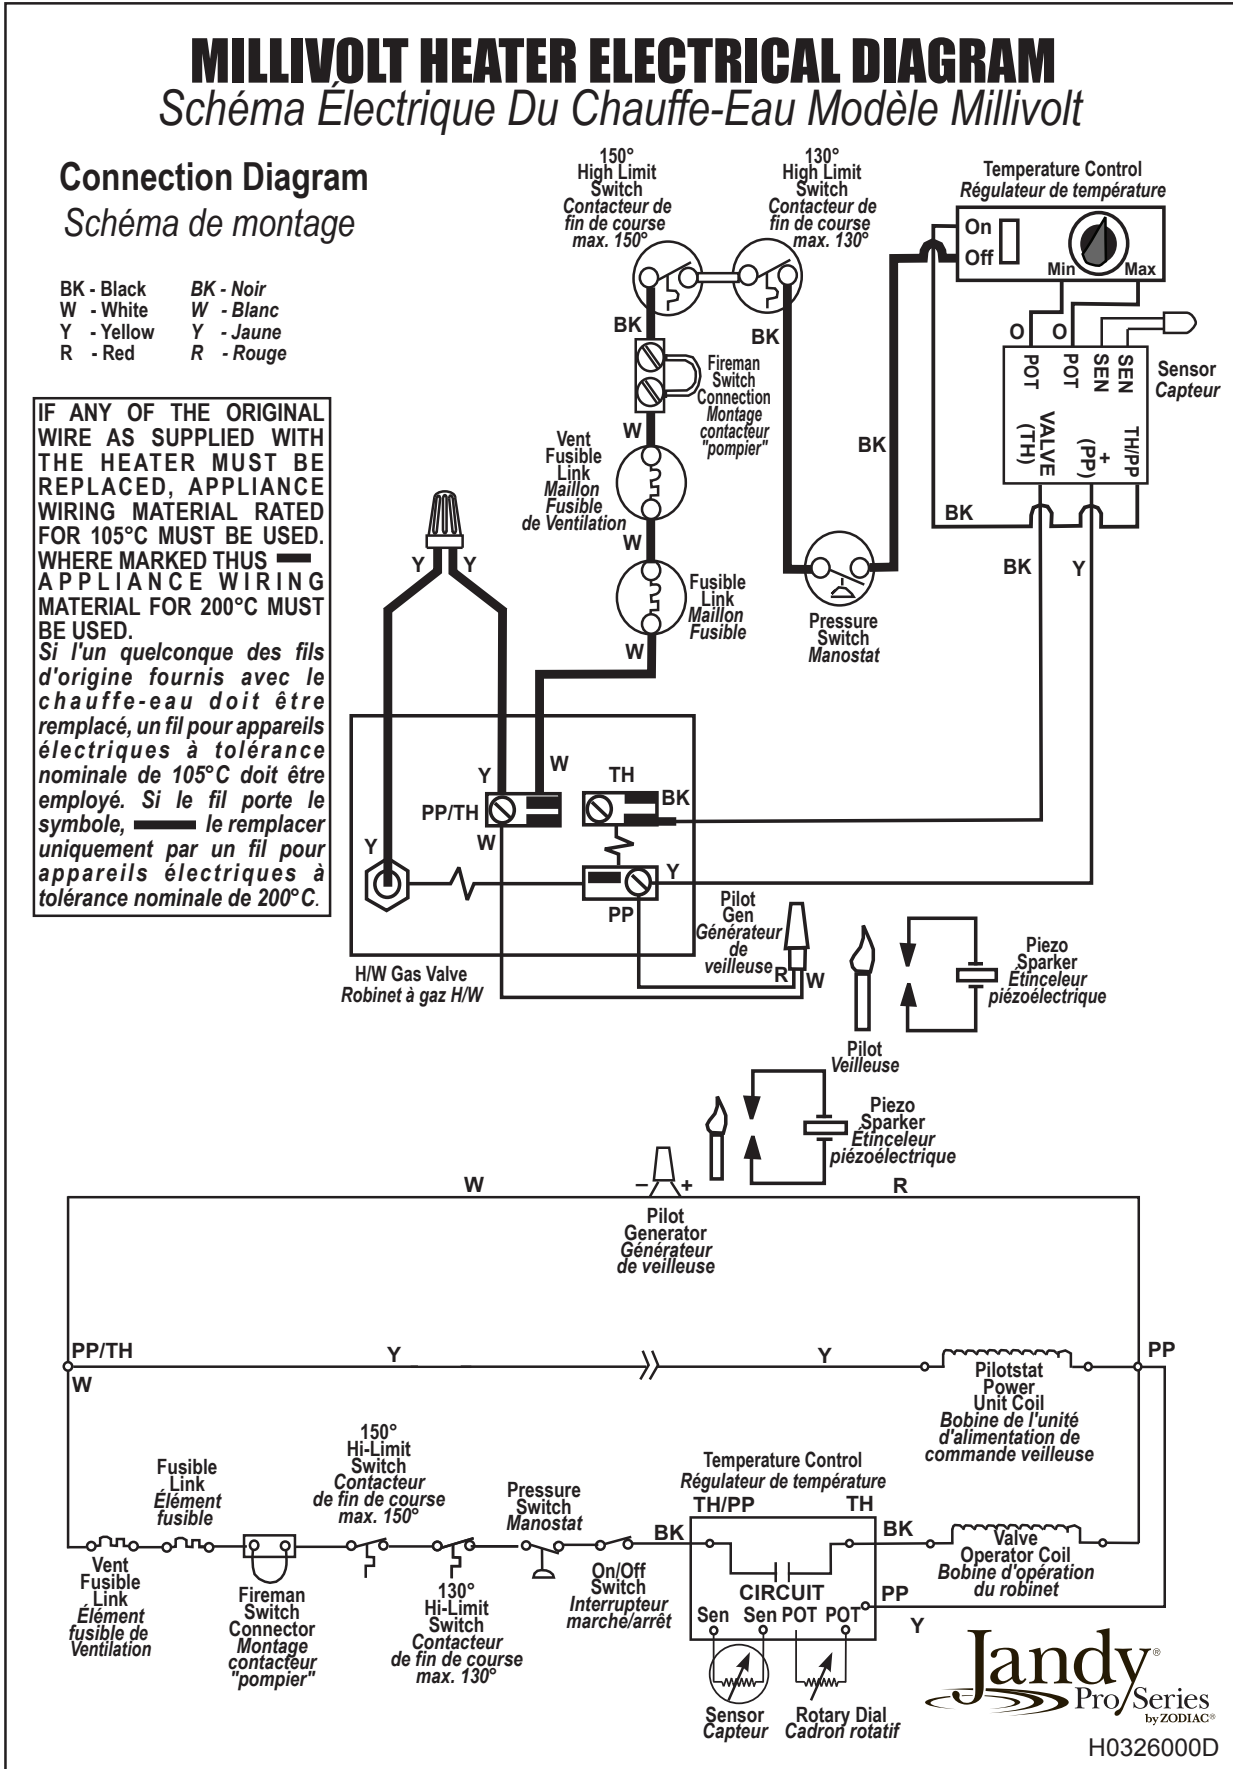 MILLIVOLT HEATER ELECTRICAL DIAGRAM
Schéma Électrique Du Chauffe-Eau Modèle Millivolt
Connection Diagram
Schéma de montage
BK - Black
BK - Noir
W - White
W - Blanc
Y - Yellow
Y - Jaune
R - Red
R - Rouge
IF ANY OF THE ORIGINAL
WIRE AS SUPPLIED WITH
THE HEATER MUST BE
REPLACED, APPLIANCE
WIRING MATERIAL RATED
FOR 105°C MUST BE USED.
WHERE MARKED THUS
APPLIANCE WIRING
MATERIAL FOR 200°C MUST
BE USED.
Si l'un quelconque des fils
d'origine fournis avec le
chauffe-eau doit être
remplacé, un fil pour appareils
électriques à tolérance
nominale de 105°C doit être
employé. Si le fil porte le
symbole, le remplacer
uniquement par un fil pour
appareils électriques à
tolérance nominale de 200°C.
150°
High Limit
Switch
Contacteur de
fin de course
max. 150°
130°
High Limit
Switch
Contacteur de
fin de course
max. 130°
Temperature Control
Régulateur de température
On
Off
Min
Max
BK
BK
BK
O
O
POT
POT
SEN
SEN
VALVE
(TH)
+
(PP)
TH/PP
Sensor
Capteur
Fireman
Switch
Connection
Montage
contacteur
"pompier"
W
Vent
Fusible
Link
Maillon
Fusible
de Ventilation
W
Fusible
Link
Maillon
Fusible
W
Pressure
Switch
Manostat
BK
BK
Y
Y
Y
Y
W
TH
BK
PP/TH
W
Y
Y
PP
H/W Gas Valve
Robinet à gaz H/W
Pilot
Gen
Générateur
de
veilleuse
R
W
Pilot
Veilleuse
Piezo
Sparker
Étinceleur
piézoélectrique
Piezo
Sparker
Étinceleur
piézoélectrique
W
–
+
R
Pilot
Generator
Générateur
de veilleuse
PP/TH
Y
Y
PP
W
Pilotstat
Power
Unit Coil
Bobine de l'unité
d'alimentation de
commande veilleuse
Vent
Fusible
Link
Élément
fusible de
Ventilation
Fusible
Link
Élément
fusible
Fireman
Switch
Connector
Montage
contacteur
"pompier"
150°
Hi-Limit
Switch
Contacteur
de fin de course
max. 150°
130°
Hi-Limit
Switch
Contacteur
de fin de course
max. 130°
Pressure
Switch
Manostat
On/Off
Switch
Interrupteur
marche/arrêt
BK
Temperature Control
Régulateur de température
TH/PP
TH
CIRCUIT
Sen
Sen
POT
POT
BK
Valve
Operator Coil
Bobine d'opération
du robinet
PP
Y
Sensor
Capteur
Rotary Dial
Cadron rotatif
Jandy®
Pro Series
by ZODIAC®
H0326000D